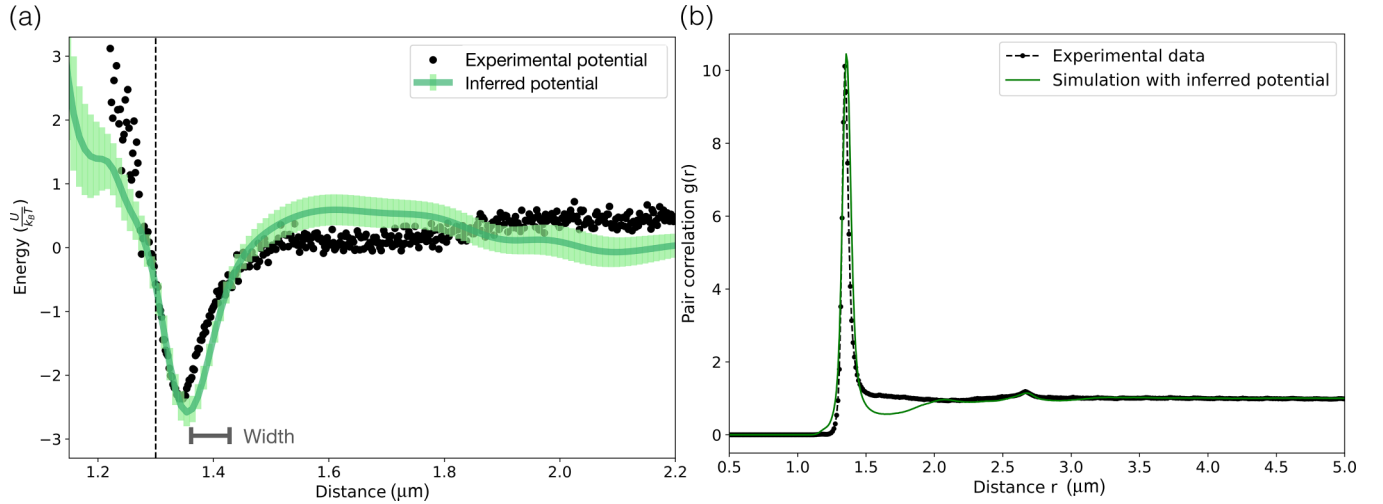 (a)
Experimental potential
Inferred potential
Energy (U/k_BT)
3
2
1
0
−1
−2
−3
Width
1.2 1.4 1.6 1.8 2.0 2.2
Distance (μm)
(b)
Experimental data
Simulation with inferred potential
Pair correlation g(r)
10
8
6
4
2
0
0.5 1.0 1.5 2.0 2.5 3.0 3.5 4.0 4.5 5.0
Distance r (μm)